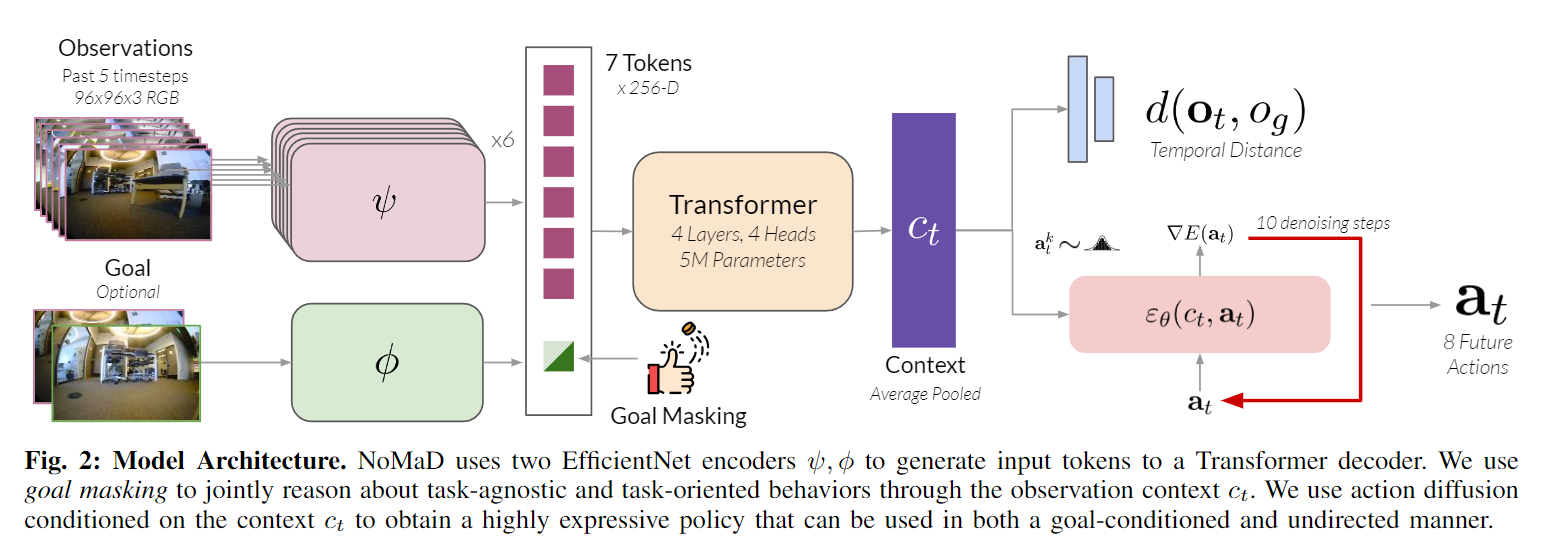 Observations
Past 5 timesteps
96x96x3 RGB
x6
ψ
7 Tokens
x 256-D
Goal
Optional
ϕ
Goal Masking
Transformer
4 Layers, 4 Heads
5M Parameters
c_t
Context
Average Pooled
d(𝐨_t, o_g)
Temporal Distance
𝐚_t^k ∼
∇E(𝐚_t)
10 denoising steps
ε_θ(c_t, 𝐚_t)
𝐚_t
𝐚_t
8 Future
Actions
Fig. 2: Model Architecture. NoMaD uses two EfficientNet encoders ψ, ϕ to generate input tokens to a Transformer decoder. We use
goal masking to jointly reason about task-agnostic and task-oriented behaviors through the observation context c_t. We use action diffusion
conditioned on the context c_t to obtain a highly expressive policy that can be used in both a goal-conditioned and undirected manner.